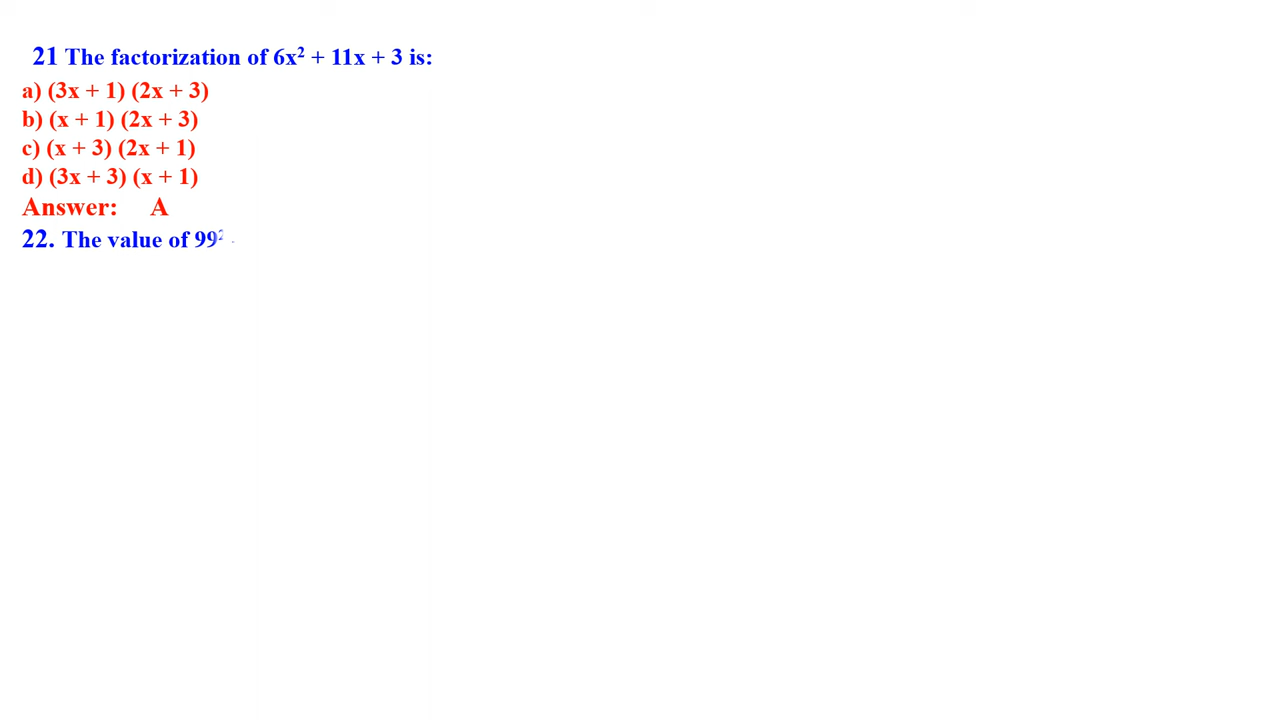 21 The factorization of 6x² + 11x + 3 is:
a) (3x + 1) (2x + 3)
b) (x + 1) (2x + 3)
c) (x + 3) (2x + 1)
d) (3x + 3) (x + 1)
Answer: A
22. The value of 99²